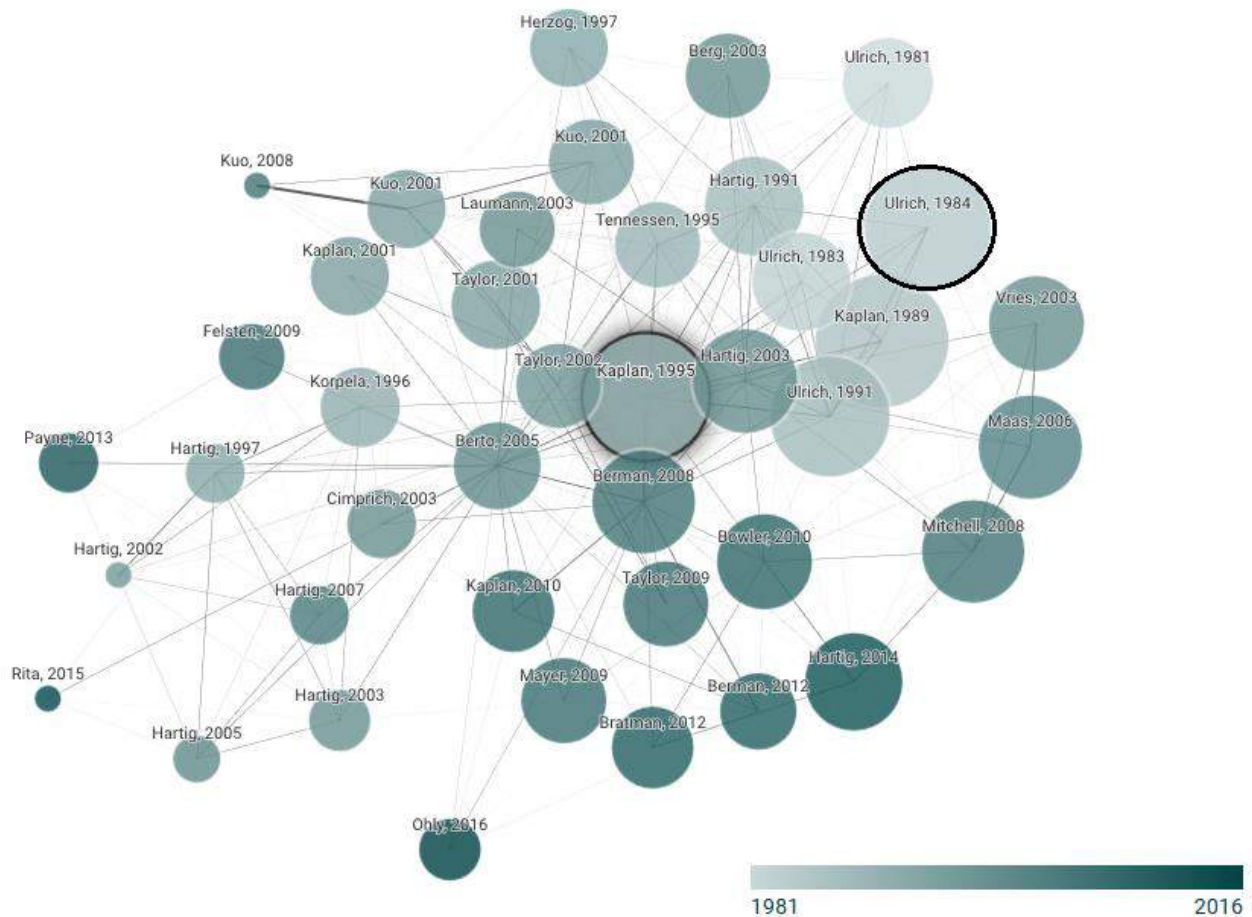 Herzog, 1997
Berg, 2003
Ulrich, 1981
Kuo, 2001
Kuo, 2008
Kuo, 2001
Hartig, 1991
Laumann, 2003
Ulrich, 1984
Tennessen, 1995
Kaplan, 2001
Ulrich, 1983
Taylor, 2001
Vries, 2003
Kaplan, 1989
Felsten, 2009
Taylor, 2002
Hartig, 2003
Kaplan, 1995
Korpela, 1996
Ulrich, 1991
Maas, 2006
Payne, 2013
Berto, 2005
Hartig, 1997
Berman, 2008
Cimprich, 2003
Mitchell, 2008
Bowler, 2010
Hartig, 2002
Taylor, 2009
Kaplan, 2010
Hartig, 2007
Hartig, 2014
Rita, 2015
Mayer, 2009
Berman, 2012
Hartig, 2003
Bratman, 2012
Hartig, 2005
Ohly, 2016
1981
2016